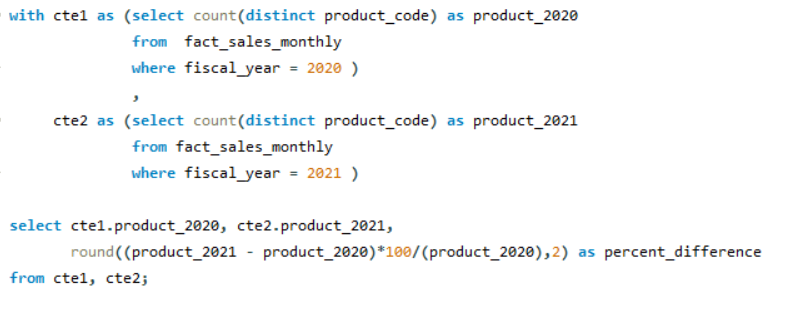 with cte1 as (select count(distinct product_code) as product_2020
from fact_sales_monthly
where fiscal_year = 2020 )
,
cte2 as (select count(distinct product_code) as product_2021
from fact_sales_monthly
where fiscal_year = 2021 )
select cte1.product_2020, cte2.product_2021,
round((product_2021 - product_2020)*100/(product_2020),2) as percent_difference
from cte1, cte2;